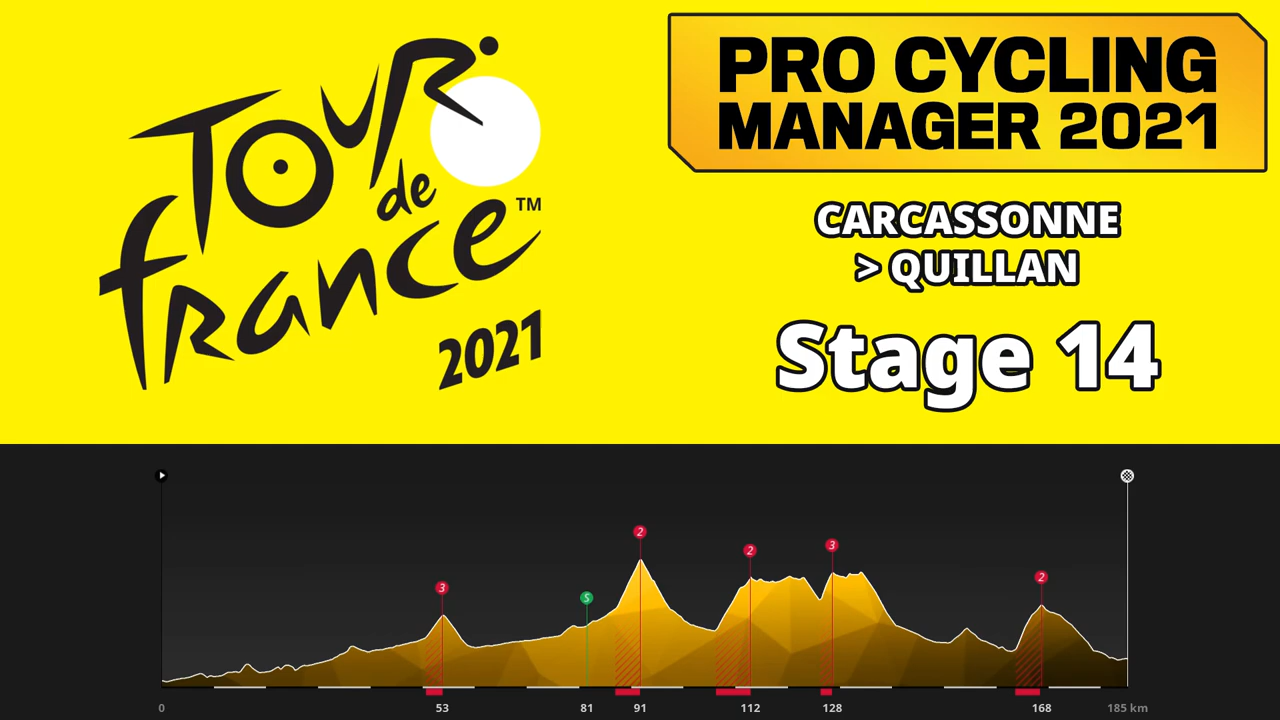 TOUR
de
france™
2021
PRO CYCLING
MANAGER 2021
CARCASSONNE
> QUILLAN
Stage 14
2
2
3
2
3
S
0
53
81
91
112
128
168
185 km